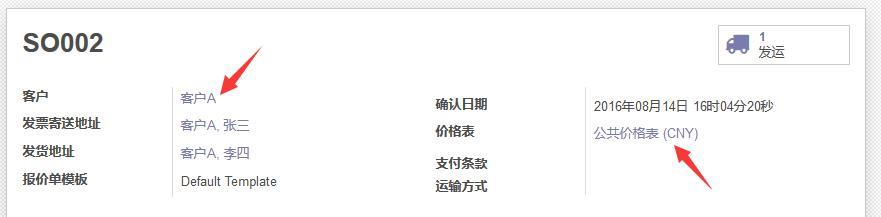 SO002
1
发运
客户
客户A
发票寄送地址
客户A, 张三
发货地址
客户A, 李四
报价单模板
Default Template
确认日期
2016年08月14日 16时04分20秒
价格表
公共价格表 (CNY)
支付条款
运输方式